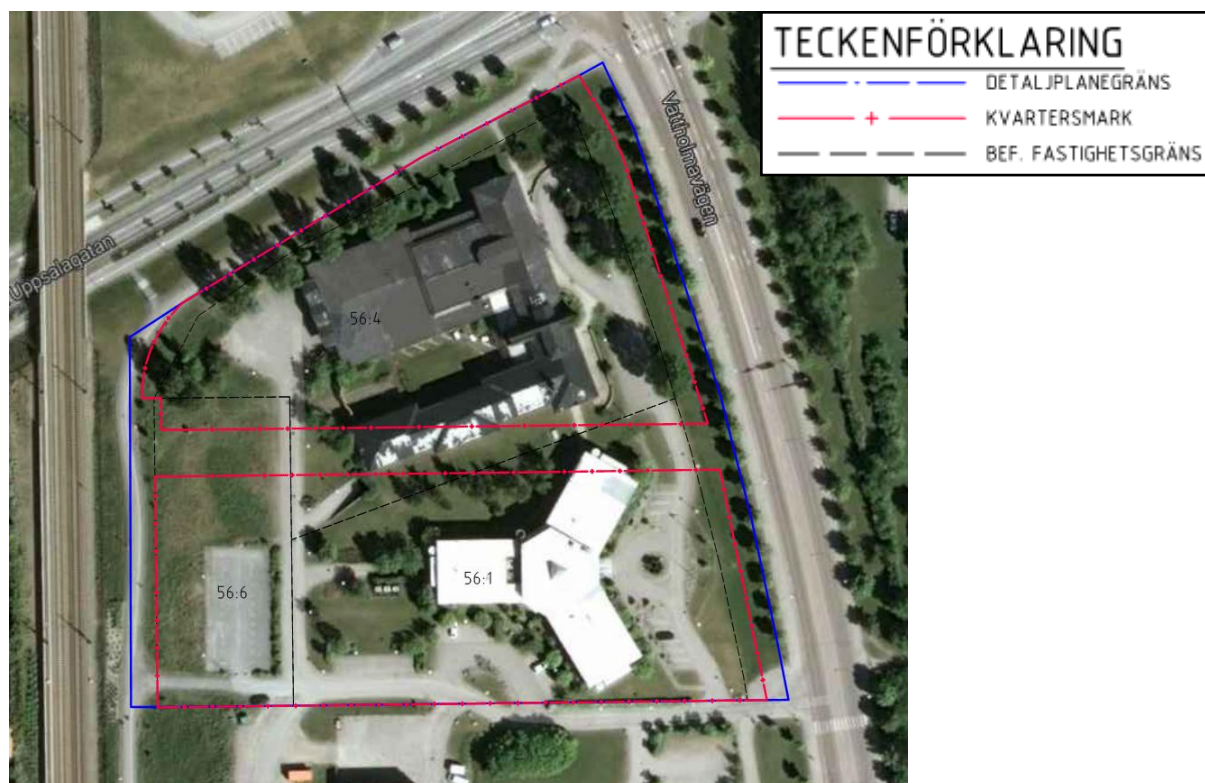 TECKENFÖRKLARING
DETALJPLANEGRÄNS
KVARTERSMARK
BEF. FASTIGHETSGRÄNS
Vattholmavägen
Uppsalagatan
56:4
56:1
56:6